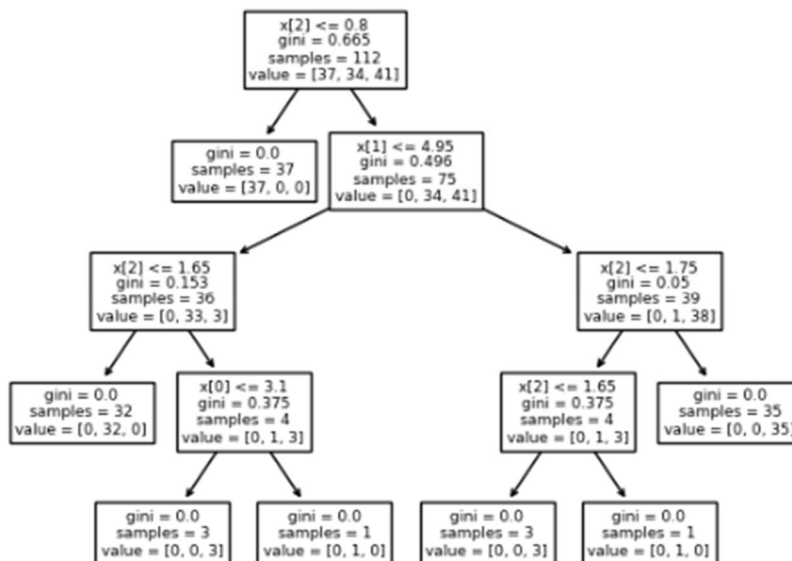 x[2] <= 0.8
gini = 0.665
samples = 112
value = [37, 34, 41]
gini = 0.0
samples = 37
value = [37, 0, 0]
x[1] <= 4.95
gini = 0.496
samples = 75
value = [0, 34, 41]
x[2] <= 1.65
gini = 0.153
samples = 36
value = [0, 33, 3]
x[2] <= 1.75
gini = 0.05
samples = 39
value = [0, 1, 38]
gini = 0.0
samples = 32
value = [0, 32, 0]
x[0] <= 3.1
gini = 0.375
samples = 4
value = [0, 1, 3]
x[2] <= 1.65
gini = 0.375
samples = 4
value = [0, 1, 3]
gini = 0.0
samples = 35
value = [0, 0, 35]
gini = 0.0
samples = 3
value = [0, 0, 3]
gini = 0.0
samples = 1
value = [0, 1, 0]
gini = 0.0
samples = 3
value = [0, 0, 3]
gini = 0.0
samples = 1
value = [0, 1, 0]